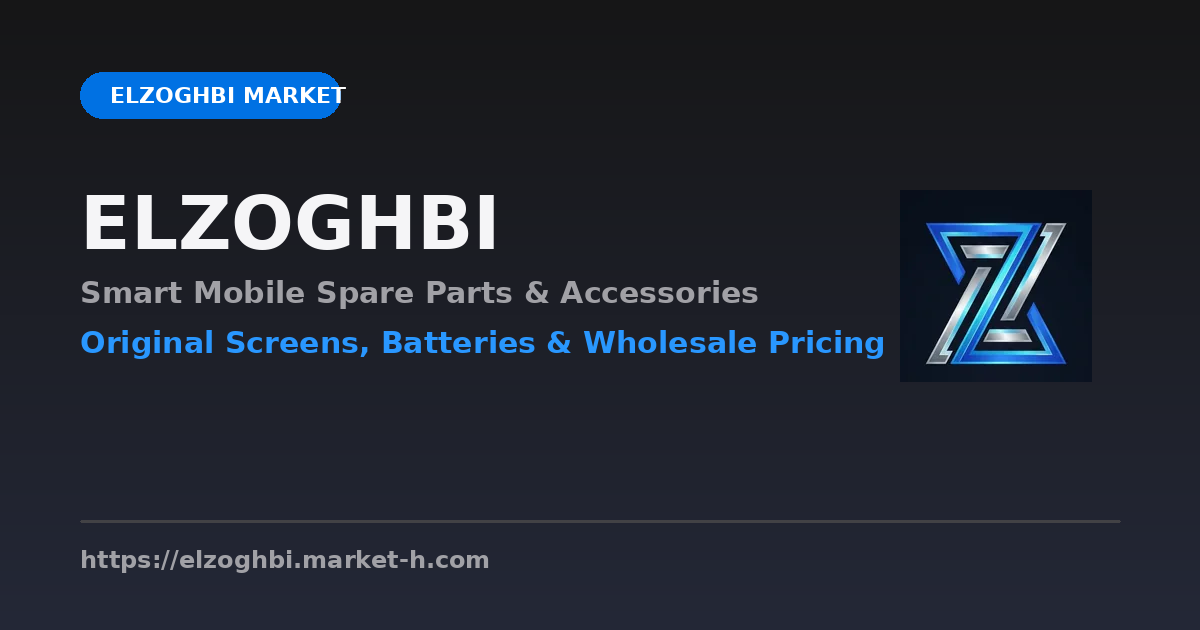 ELZOGHBI MARKET
ELZOGHBI
Smart Mobile Spare Parts & Accessories
Original Screens, Batteries & Wholesale Pricing
https://elzoghbi.market-h.com